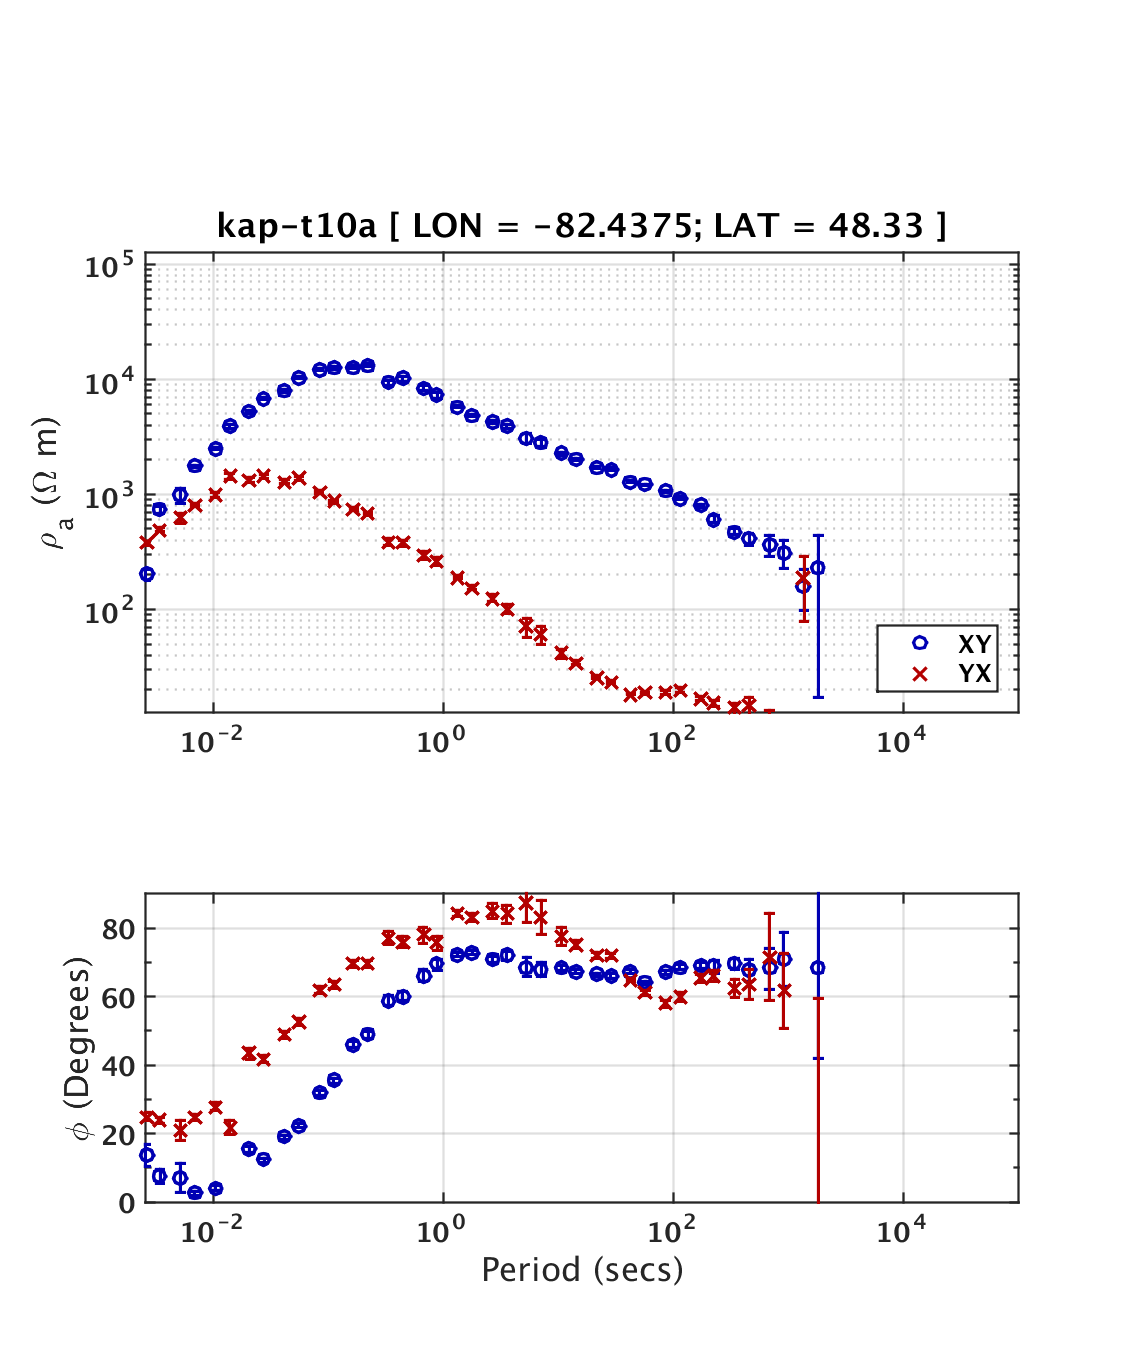 kap-t10a [ LON = -82.4375; LAT = 48.33 ]
10^5
10^4
10^3
10^2
ρ_a (Ω m)
XY
YX
10^-2 10^0 10^2 10^4
80
60
40
20
0
ϕ (Degrees)
10^-2 10^0 10^2 10^4
Period (secs)